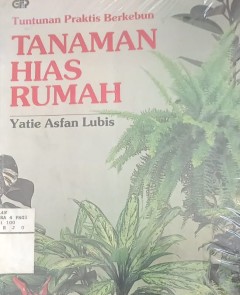 Tuntunan Praktis Berkebun
TANAMAN
HIAS
RUMAH
Yatie Asfan Lubis